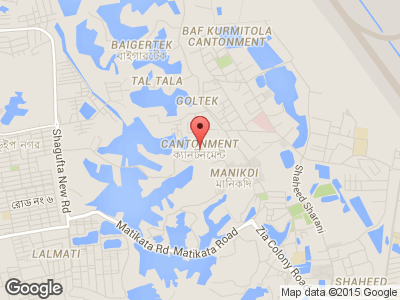 BAF KURMITOLA
CANTONMENT
BAIGERTEK
বাইগারটেক
TAL TALA
GOLTEK
CANTONMENT
ক্যান্টনমেন্ট
MANIKDI
মানিকদি
Shagufta New Rd
রোড নং ৬
Shaheed Sharani
Matikata Rd
Matikata Road
Zia Colony Roa
LALMATI
SHAHEED
Google
Map data ©2015 Google